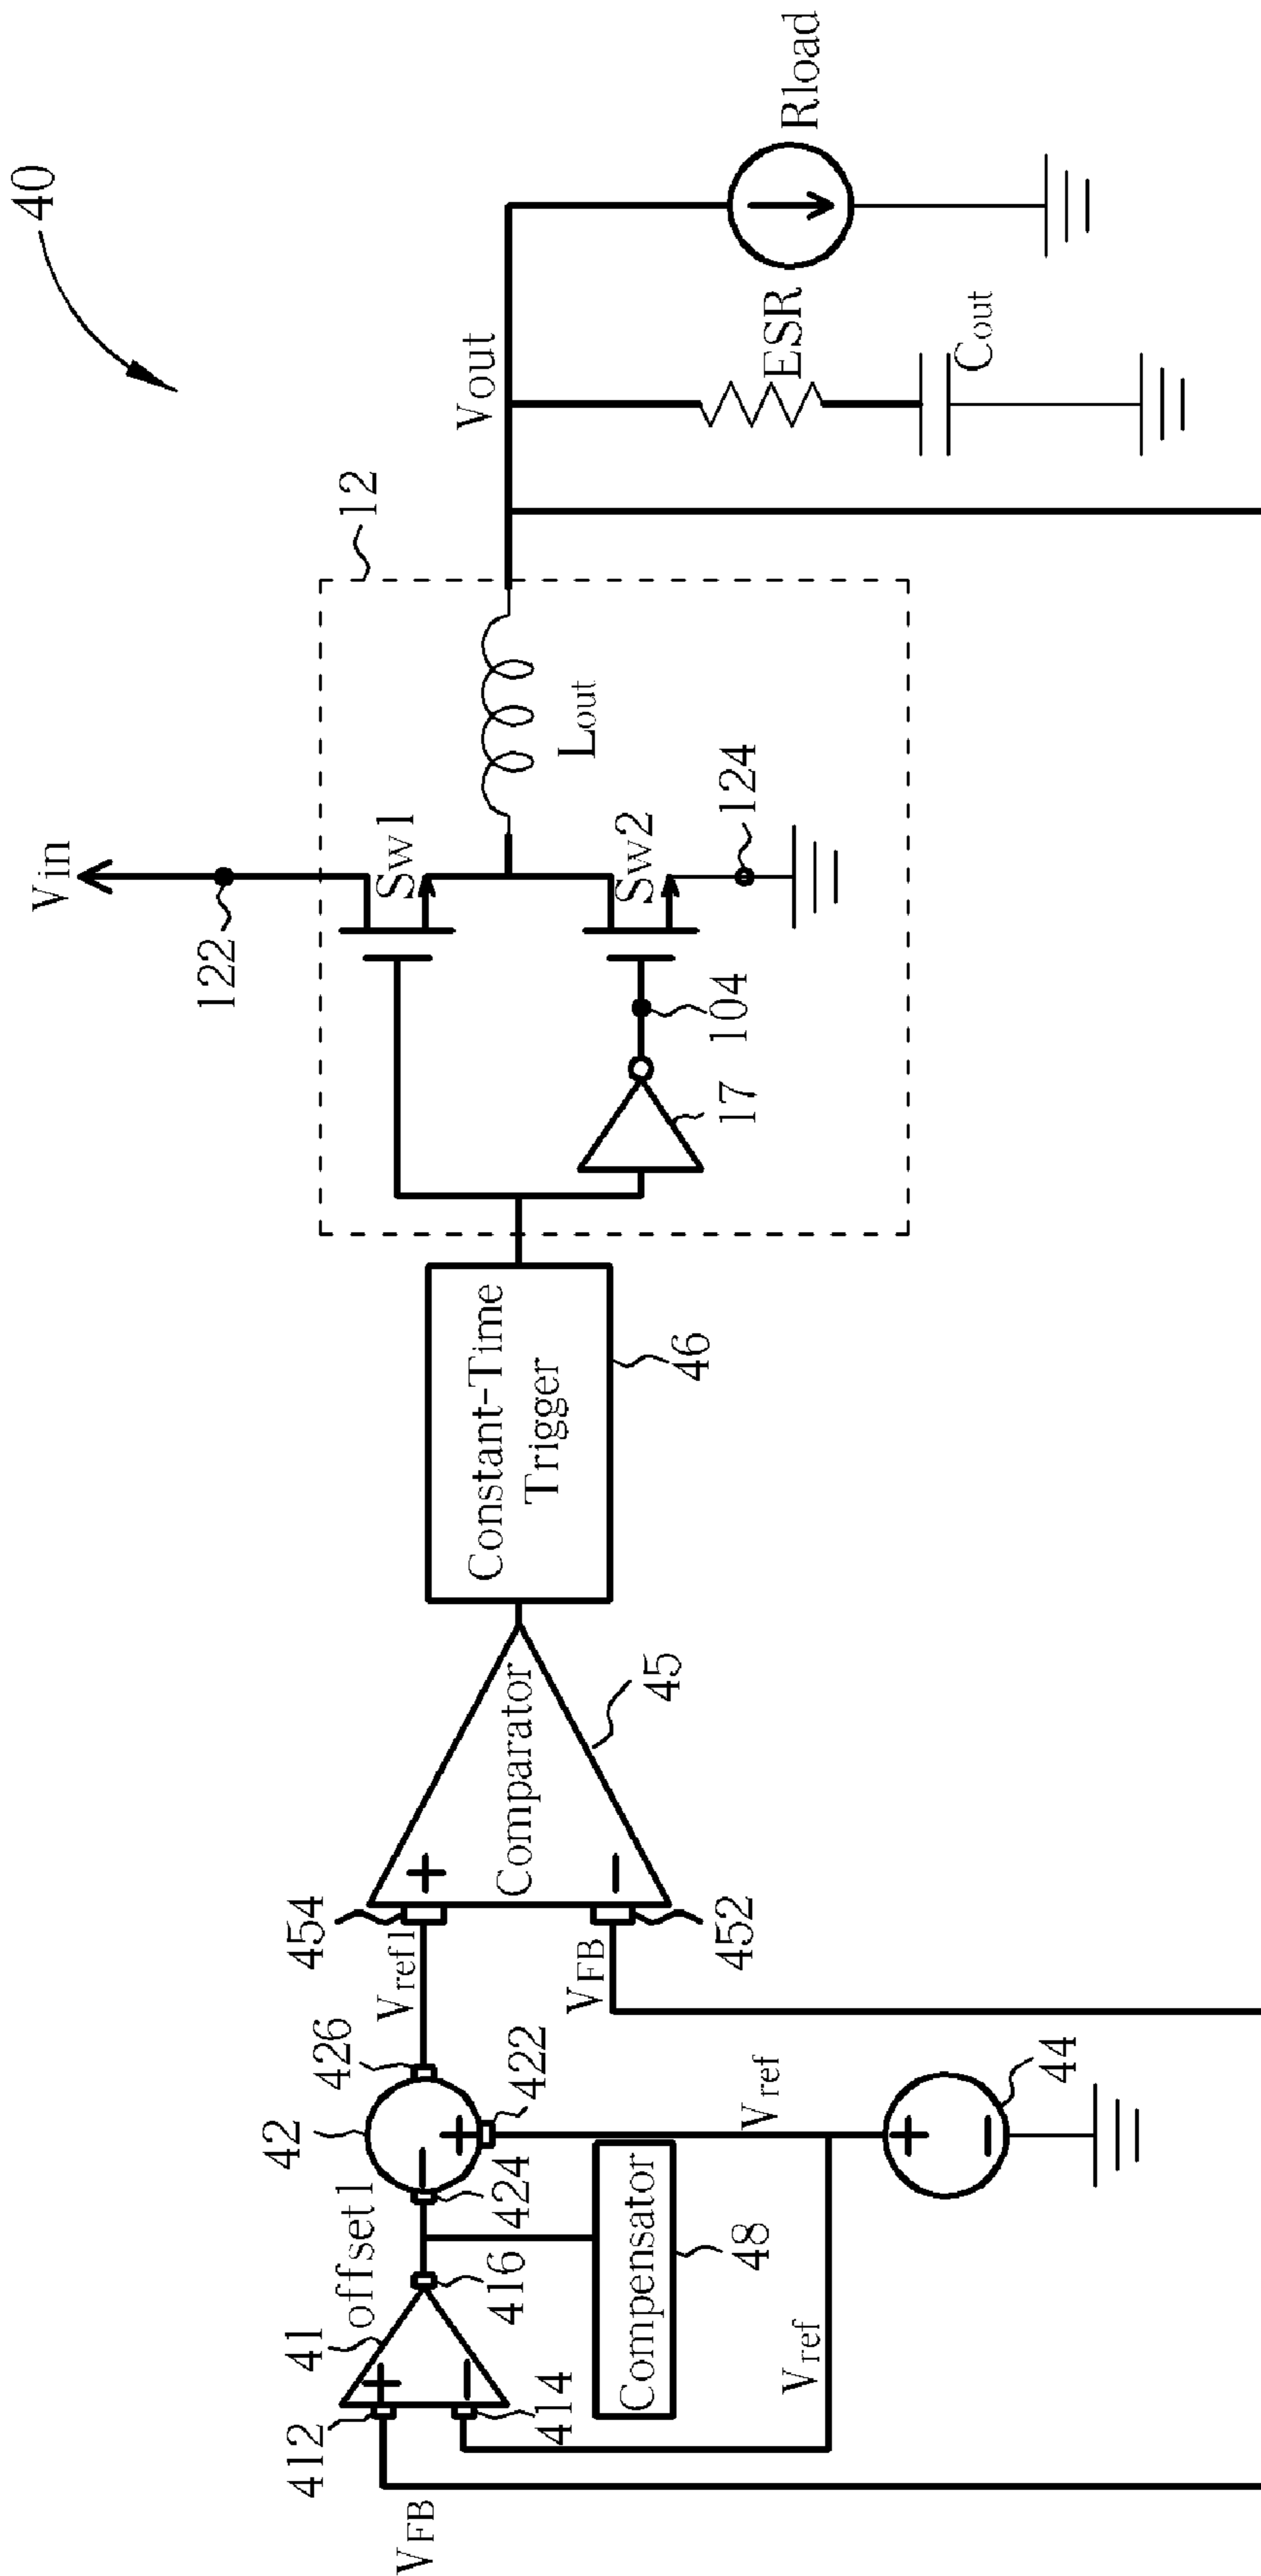 40
Vin
122
12
Sw1
Sw2
Lout
Vout
ESR
Cout
Rload
104
124
17
Constant-Time
Trigger
46
Comparator
45
454
452
Vref1
VFB
426
42
422
424
offset1
41
416
412
414
VFB
Compensator
48
Vref
Vref
44